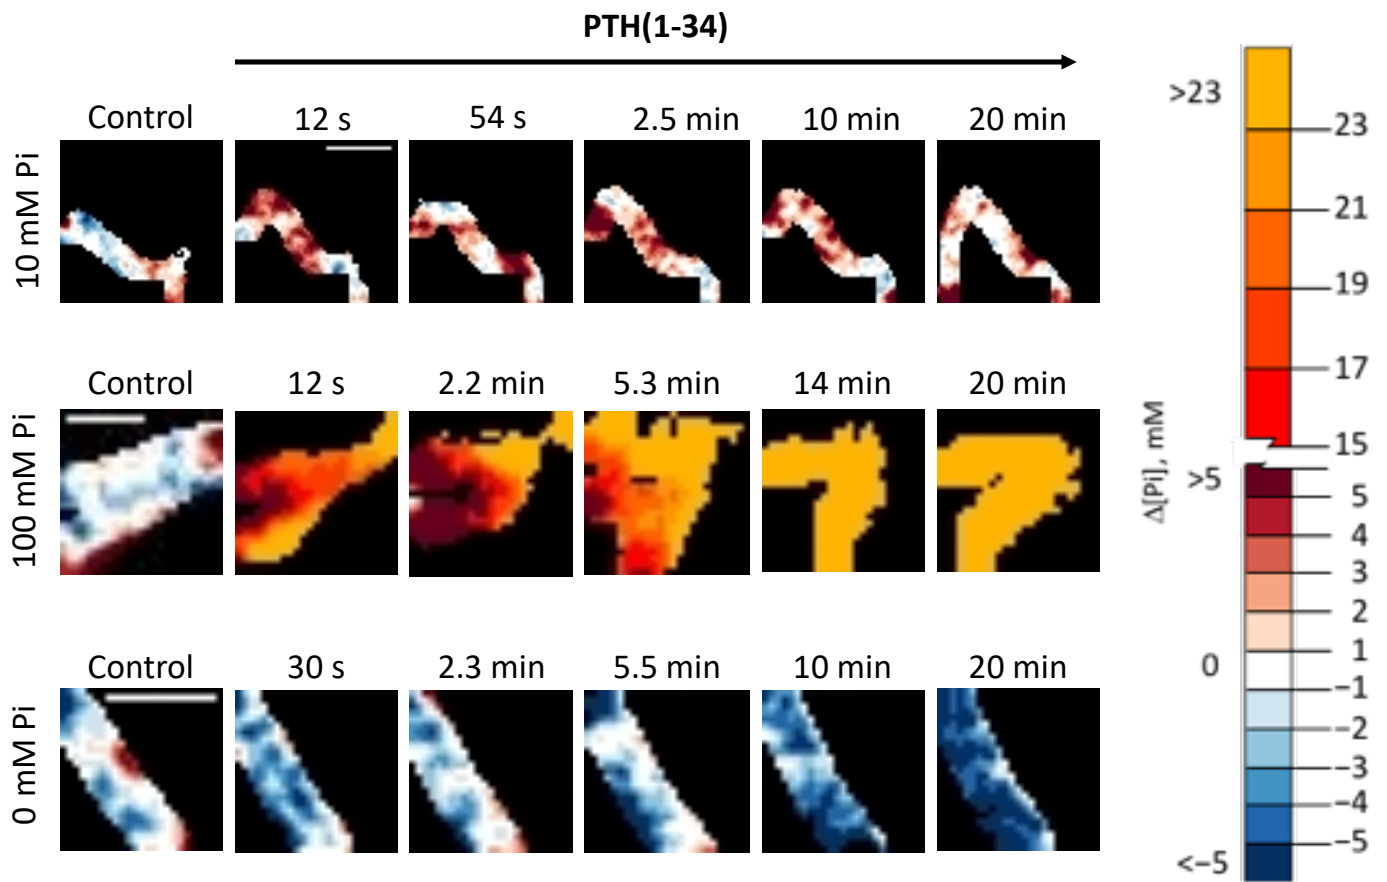 PTH(1-34)
10 mM Pi
Control
12 s
54 s
2.5 min
10 min
20 min
100 mM Pi
Control
12 s
2.2 min
5.3 min
14 min
20 min
0 mM Pi
Control
30 s
2.3 min
5.5 min
10 min
20 min
Δ[Pi], mM
>23
23
21
19
17
15
>5
5
4
3
2
1
0
−1
−2
−3
−4
−5
<−5